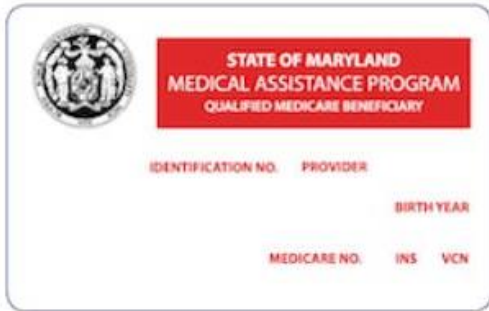 STATE OF MARYLAND
MEDICAL ASSISTANCE PROGRAM
QUALIFIED MEDICARE BENEFICIARY
IDENTIFICATION NO. PROVIDER
BIRTH YEAR
MEDICARE NO. INS VCN